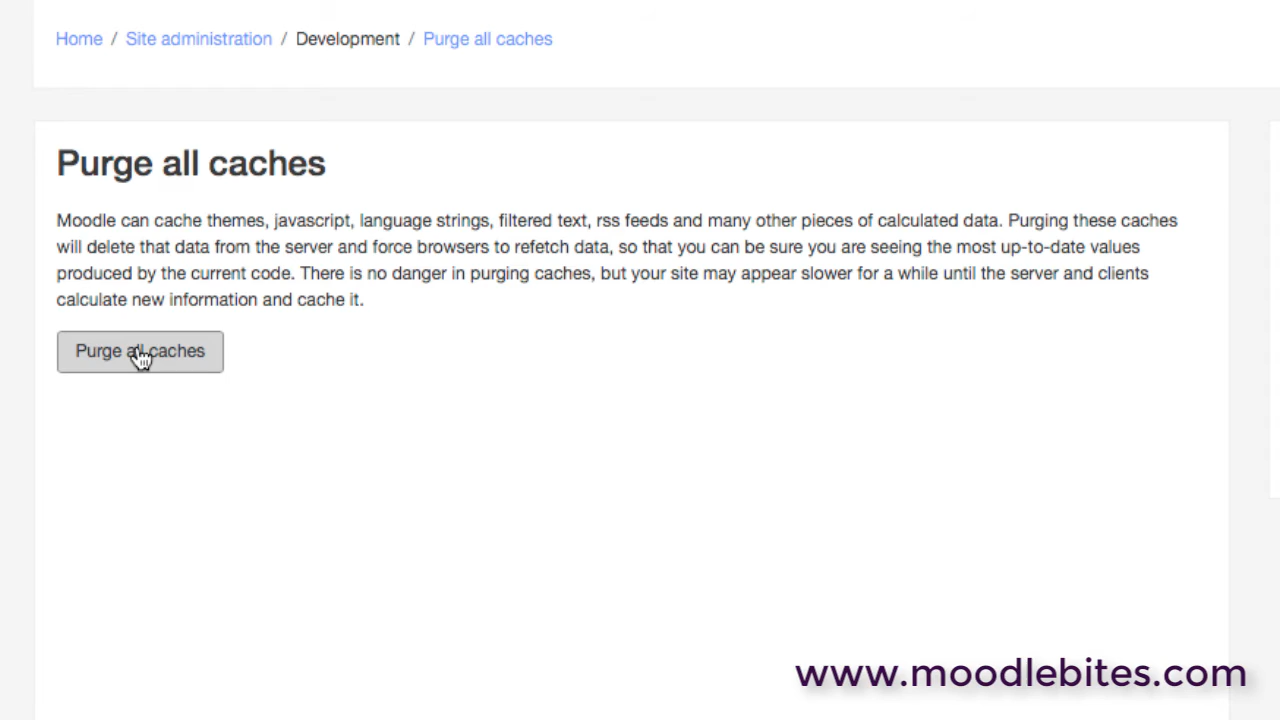 Home / Site administration / Development / Purge all caches
Purge all caches
Moodle can cache themes, javascript, language strings, filtered text, rss feeds and many other pieces of calculated data. Purging these caches
will delete that data from the server and force browsers to refetch data, so that you can be sure you are seeing the most up-to-date values
produced by the current code. There is no danger in purging caches, but your site may appear slower for a while until the server and clients
calculate new information and cache it.
Purge all caches
www.moodlebites.com